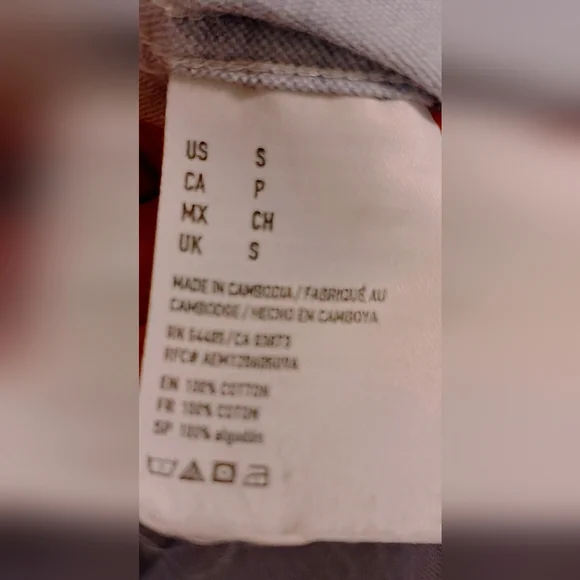 US S
CA P
MX CH
UK S
MADE IN CAMBODIA / FABRIQUÉ AU
CAMBODGE / HECHO EN CAMBOYA
EN 100% COTTON
FR 100% COTON
SP 100% algodón